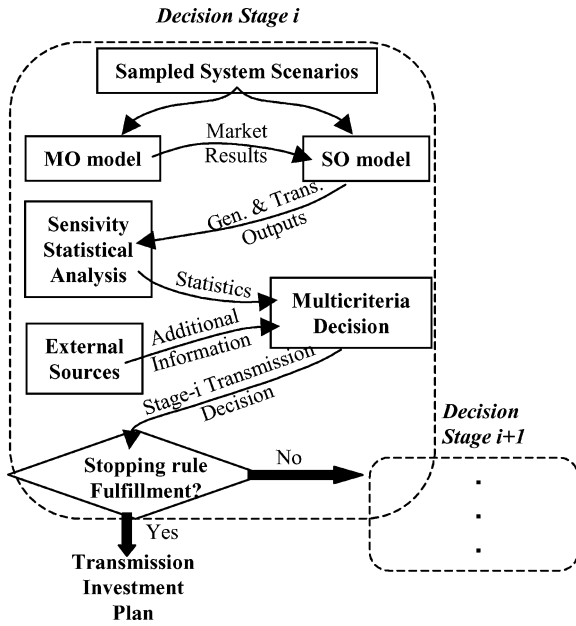 Decision Stage i
Sampled System Scenarios
MO model
Market
Results
SO model
Gen. & Trans.
Outputs
Sensivity
Statistical
Analysis
Statistics
Multicriteria
Decision
External
Sources
Additional
Information
Stage-i Transmission
Decision
Decision
Stage i+1
Stopping rule
Fulfillment?
No
Yes
Transmission
Investment
Plan